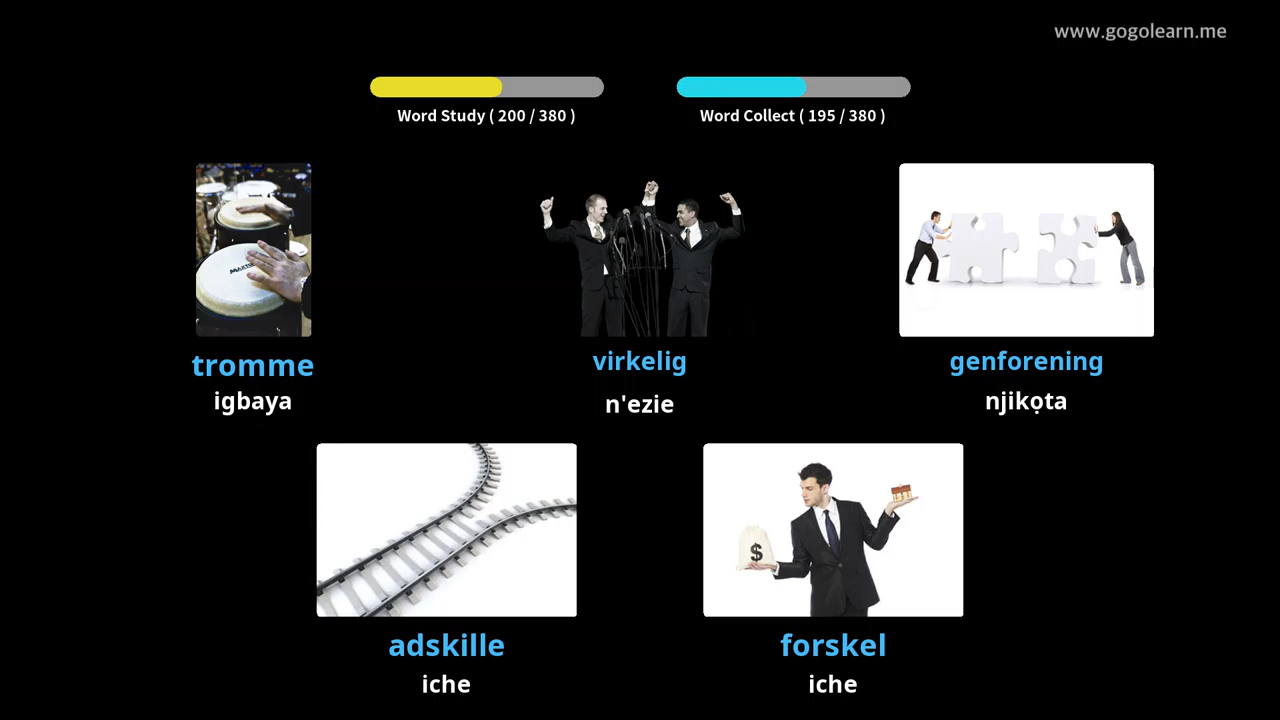 www.gogolearn.me
Word Study ( 200 / 380 )
Word Collect ( 195 / 380 )
tromme
igbaya
virkelig
n'ezie
genforening
njikọta
$
adskille
iche
forskel
iche